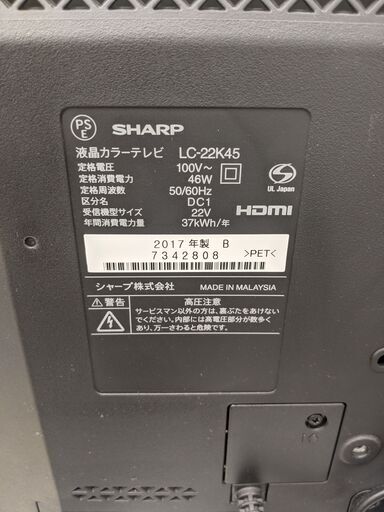 PS
E
SHARP
液晶カラーテレビ LC-22K45
定格電圧 100V~
定格消費電力 46W
定格周波数 50/60Hz
区分名 DC1
受信機型サイズ 22V
年間消費電力量 37kWh/年
S
UL Japan
HDMI
2017 年製 B
7342808
>PET<
シャープ株式会社 MADE IN MALAYSIA
警告 高圧注意
サービスマン以外の方は、裏ぶたをあけない
でください。内部には高電圧部分が数多く
あり、万一さわると危険です。